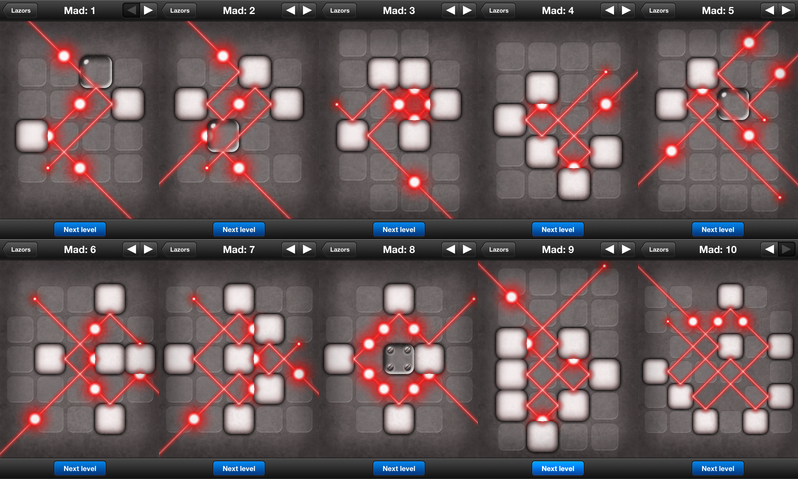 Lazors Mad: 1
Lazors Mad: 2
Lazors Mad: 3
Lazors Mad: 4
Lazors Mad: 5
Next level
Next level
Next level
Next level
Next level
Lazors Mad: 6
Lazors Mad: 7
Lazors Mad: 8
Lazors Mad: 9
Lazors Mad: 10
Next level
Next level
Next level
Next level
Next level